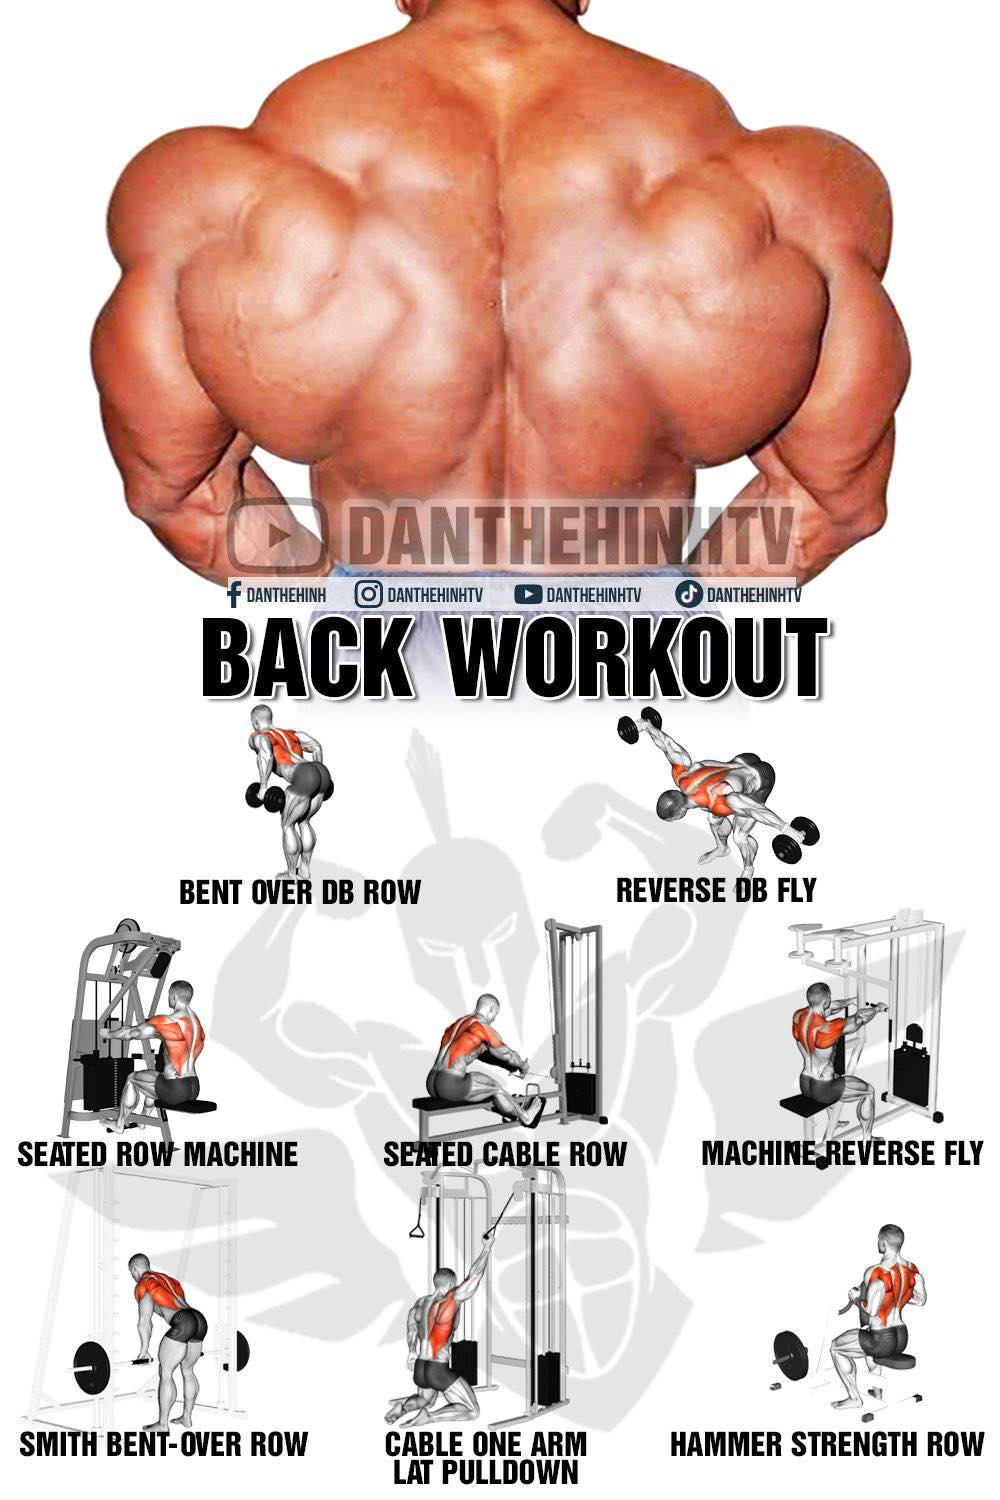 DANTHEHINHTV
DANTHEHINH DANTHEHINHTV DANTHEHINHTV DANTHEHINHTV
BACK WORKOUT
BENT OVER DB ROW
REVERSE DB FLY
SEATED ROW MACHINE
SEATED CABLE ROW
MACHINE REVERSE FLY
SMITH BENT-OVER ROW
CABLE ONE ARM
LAT PULLDOWN
HAMMER STRENGTH ROW